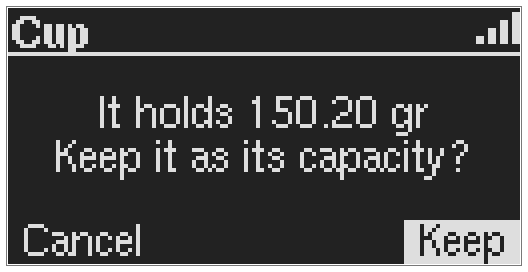 Cup
It holds 150.20 gr
Keep it as its capacity?
Cancel
Keep